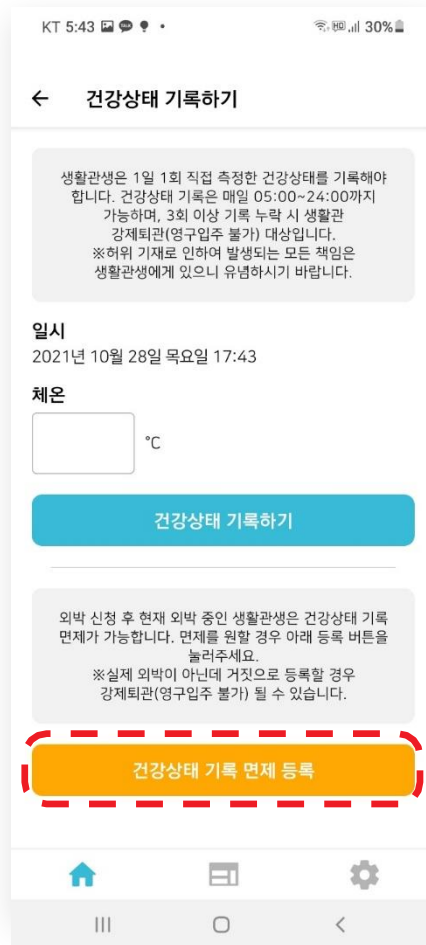 KT 5:43
HD 30%
건강상태 기록하기
생활관생은 1일 1회 직접 측정한 건강상태를 기록해야
합니다. 건강상태 기록은 매일 05:00~24:00까지
가능하며, 3회 이상 기록 누락 시 생활관
강제퇴관(영구입주 불가) 대상입니다.
※허위 기재로 인하여 발생되는 모든 책임은
생활관생에게 있으니 유념하시기 바랍니다.
일시
2021년 10월 28일 목요일 17:43
체온
°C
건강상태 기록하기
외박 신청 후 현재 외박 중인 생활관생은 건강상태 기록
면제가 가능합니다. 면제를 원할 경우 아래 등록 버튼을
눌러주세요.
※실제 외박이 아닌데 거짓으로 등록할 경우
강제퇴관(영구입주 불가) 될 수 있습니다.
건강상태 기록 면제 등록